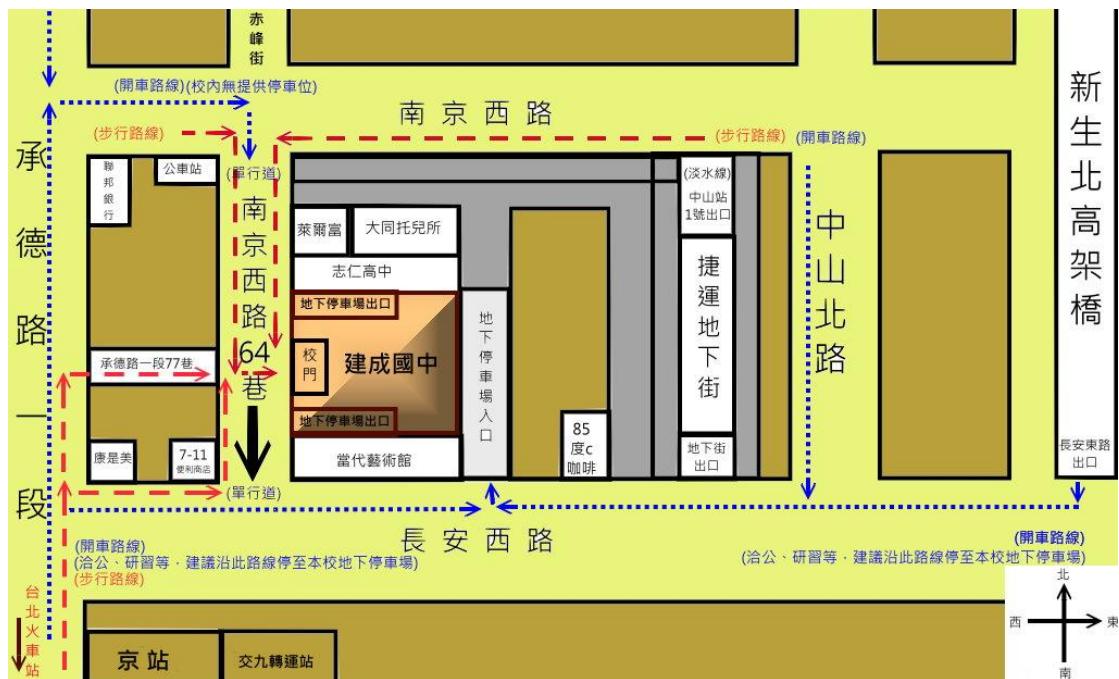 赤峰街
(開車路線)(校內無提供停車位)
南京西路
(步行路線)
(步行路線)
(開車路線)
新生北高架橋
承德路一段
聯邦銀行
公車站
(單行道)
南京西路64巷
(淡水線)
中山站
1號出口
中山北路
萊爾富
大同托兒所
志仁高中
地下停車場出口
校門
建成國中
地下停車場出口
當代藝術館
地下停車場入口
捷運地下街
85度c咖啡
地下街
出口
承德路一段77巷
康是美
7-11
便利商店
(單行道)
長安東路
出口
長安西路
(開車路線)
(洽公、研習等，建議沿此路線停至本校地下停車場)
(步行路線)
(開車路線)
(洽公、研習等，建議沿此路線停至本校地下停車場)
台北火車站
京站
交九轉運站
北
西
東
南